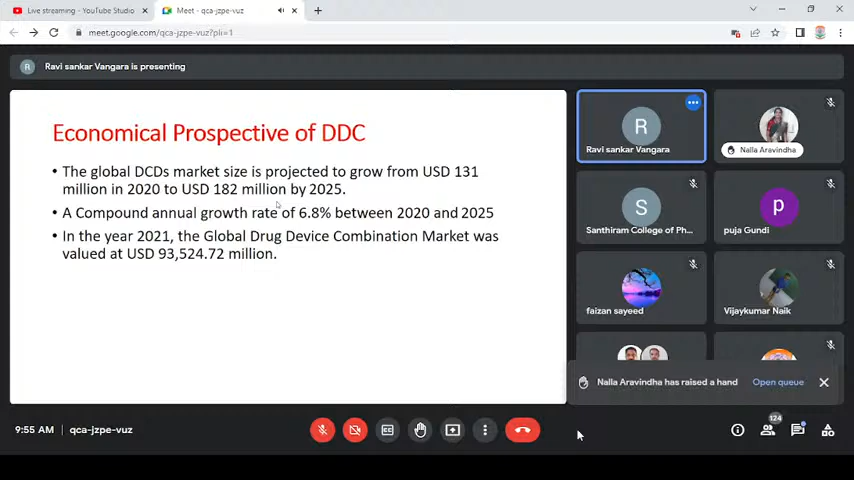 Live streaming - YouTube Studio
Meet - qca-jzpe-vuz
meet.google.com/qca-jzpe-vuz?pli=1
R
Ravi sankar Vangara is presenting
Economical Prospective of DDC
• The global DCDs market size is projected to grow from USD 131
million in 2020 to USD 182 million by 2025.
• A Compound annual growth rate of 6.8% between 2020 and 2025
• In the year 2021, the Global Drug Device Combination Market was
valued at USD 93,524.72 million.
R
Ravi sankar Vangara
Nalla Aravindha
S
Santhiram College of Ph...
p
puja Gundi
faizan sayeed
Vijaykumar Naik
Nalla Aravindha has raised a hand
Open queue
9:55 AM | qca-jzpe-vuz
124